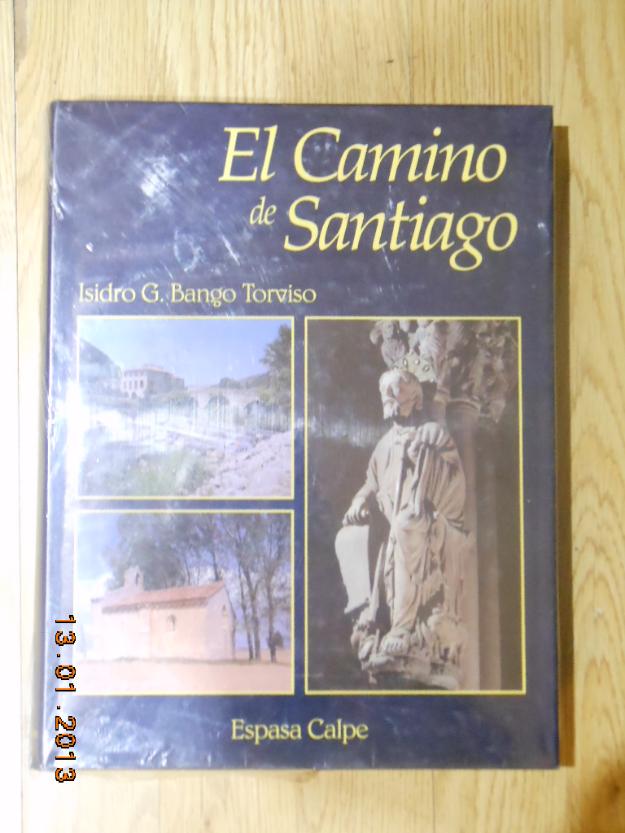 El Camino
de Santiago
Isidro G. Bango Torviso
Espasa Calpe
13.01.2013